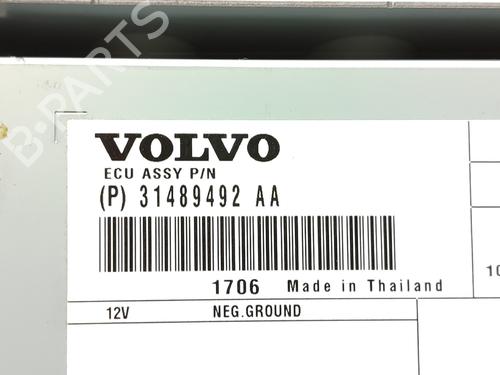 B-PARTS
VOLVO
ECU ASSY P/N
(P) 31489492 AA
1706 Made in Thailand
10
12V NEG.GROUND